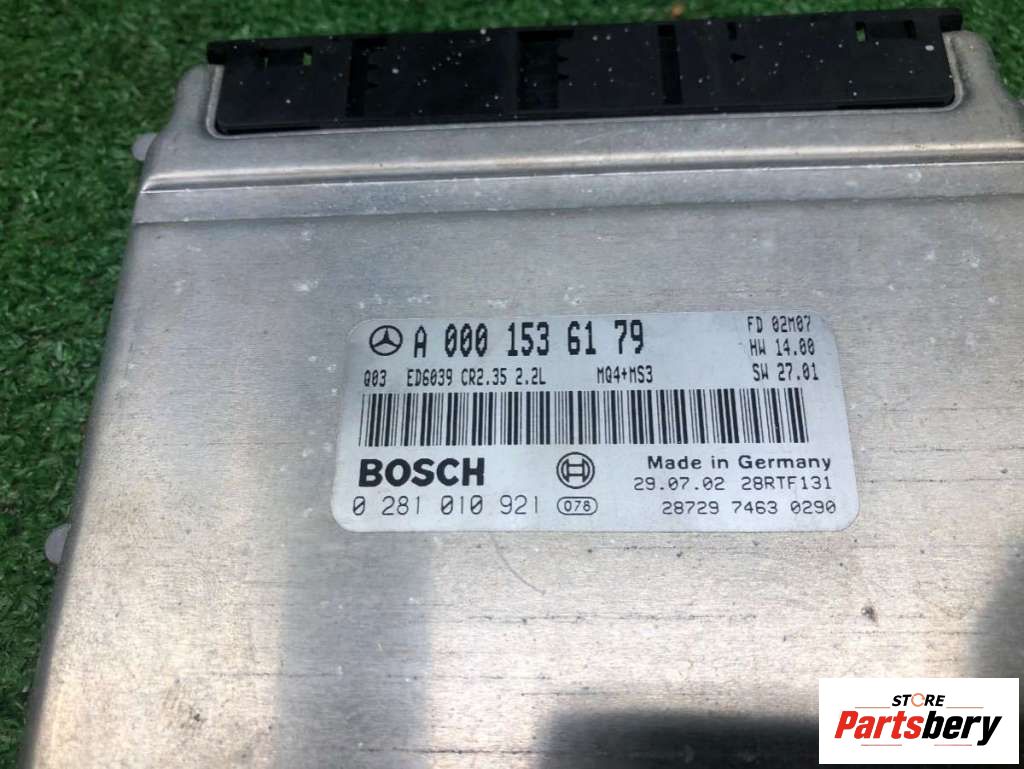 A 000 153 61 79
FD 02M07
HW 14.00
Q03 ED6039 CR2.35 2.2L MQ4+MS3 SW 27.01
BOSCH
Made in Germany
29.07.02 28RTF131
0 281 010 921 078
28729 7463 0290
STORE
Partsbery